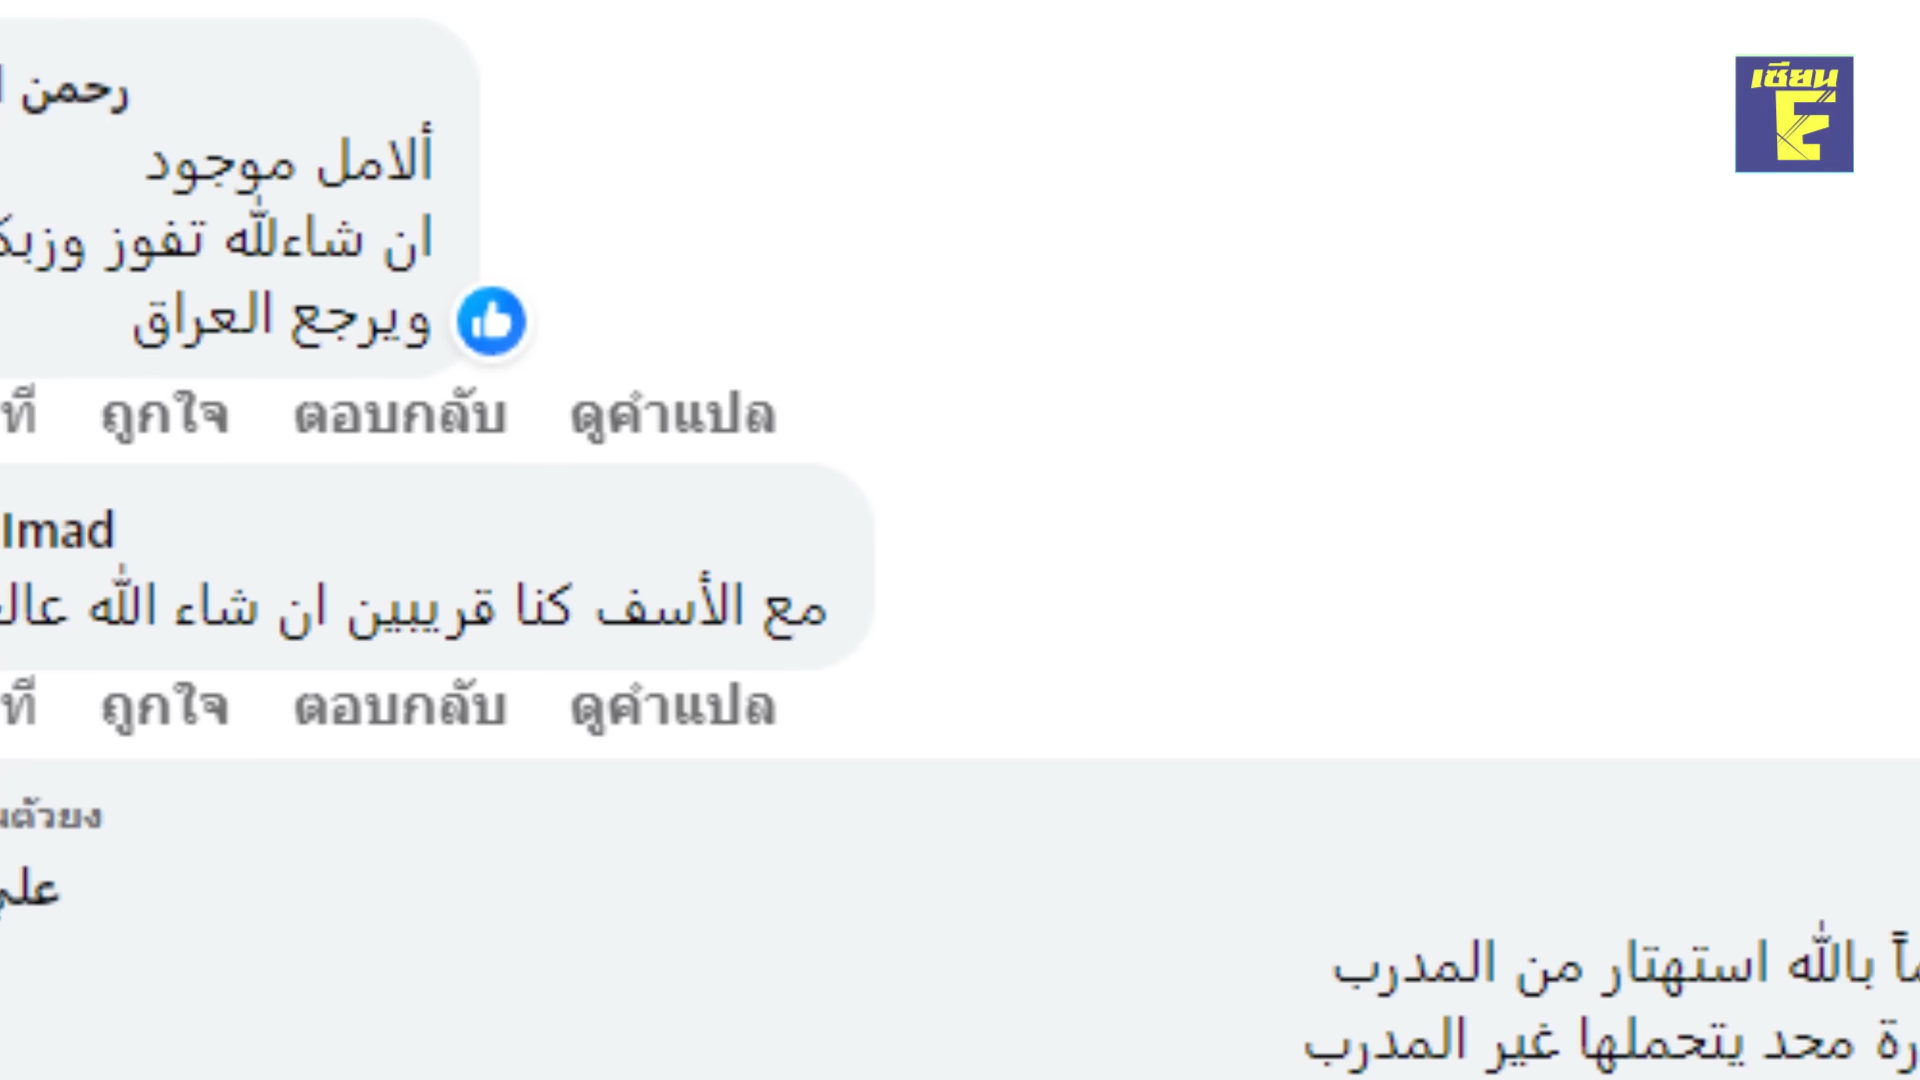 رحمن
ألامل موجود
ان شاءلله تفوز
ويرجع العراق
ถูกใจ ตอบกลับ ดูคำแปล
Imad
مع الأسف كنا قريبين ان شاء الله
ถูกใจ ตอบกลับ ดูคำแปล
بالله استهتار من المدرب
محد يتحملها غير المدرب
เซียน
E